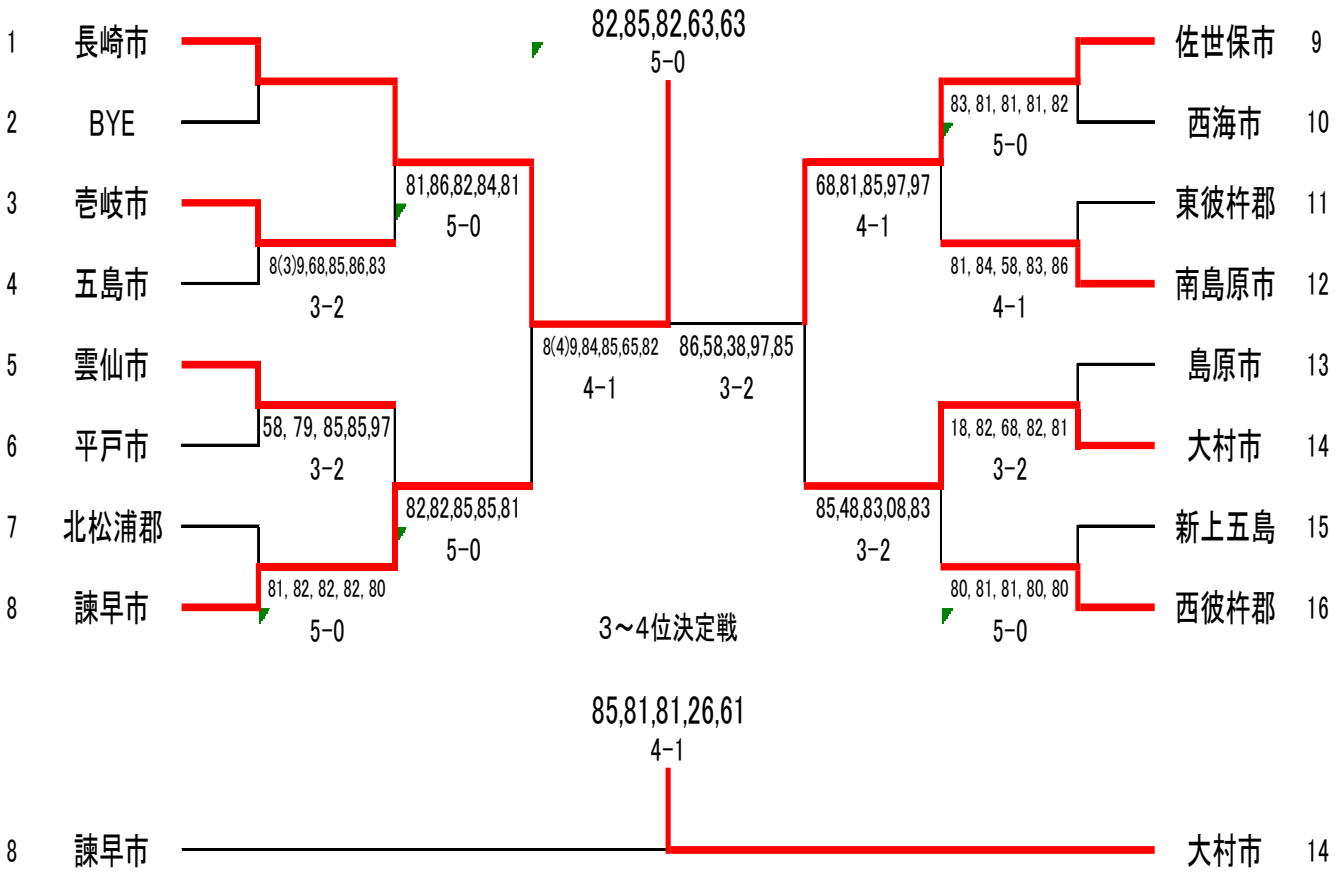 82,85,82,63,63
5-0
1 長崎市
佐世保市 9
83, 81, 81, 81, 82
2 BYE
西海市 10
5-0
81,86,82,84,81
68,81,85,97,97
3 壱岐市
東彼杵郡 11
5-0
4-1
8(3)9,68,85,86,83
81, 84, 58, 83, 86
4 五島市
南島原市 12
3-2
4-1
8(4)9,84,85,65,82
86,58,38,97,85
5 雲仙市
島原市 13
4-1
3-2
58, 79, 85,85,97
18, 82, 68, 82, 81
6 平戸市
大村市 14
3-2
3-2
82,82,85,85,81
85,48,83,08,83
7 北松浦郡
新上五島 15
5-0
3-2
81, 82, 82, 82, 80
80, 81, 81, 80, 80
8 諫早市
西彼杵郡 16
5-0
3～4位決定戦
5-0
85,81,81,26,61
4-1
8 諫早市
大村市 14